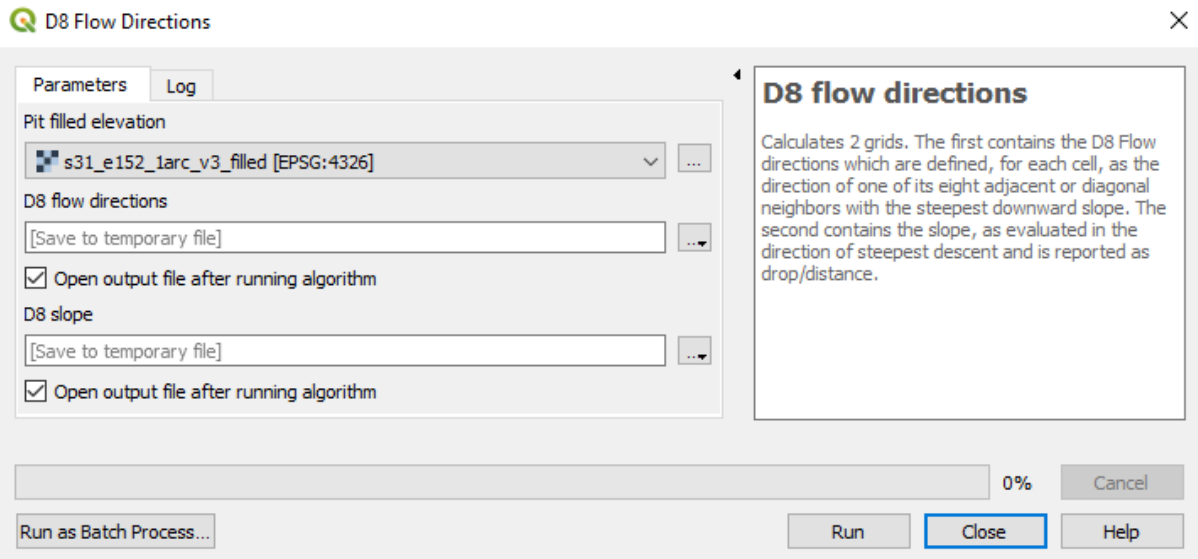 D8 Flow Directions
Parameters
Log
Pit filled elevation
s31_e152_1arc_v3_filled [EPSG:4326]
...
D8 flow directions
[Save to temporary file]
...
Open output file after running algorithm
D8 slope
[Save to temporary file]
...
Open output file after running algorithm
D8 flow directions
Calculates 2 grids. The first contains the D8 Flow
directions which are defined, for each cell, as the
direction of one of its eight adjacent or diagonal
neighbors with the steepest downward slope. The
second contains the slope, as evaluated in the
direction of steepest descent and is reported as
drop/distance.
0%
Cancel
Run as Batch Process...
Run
Close
Help